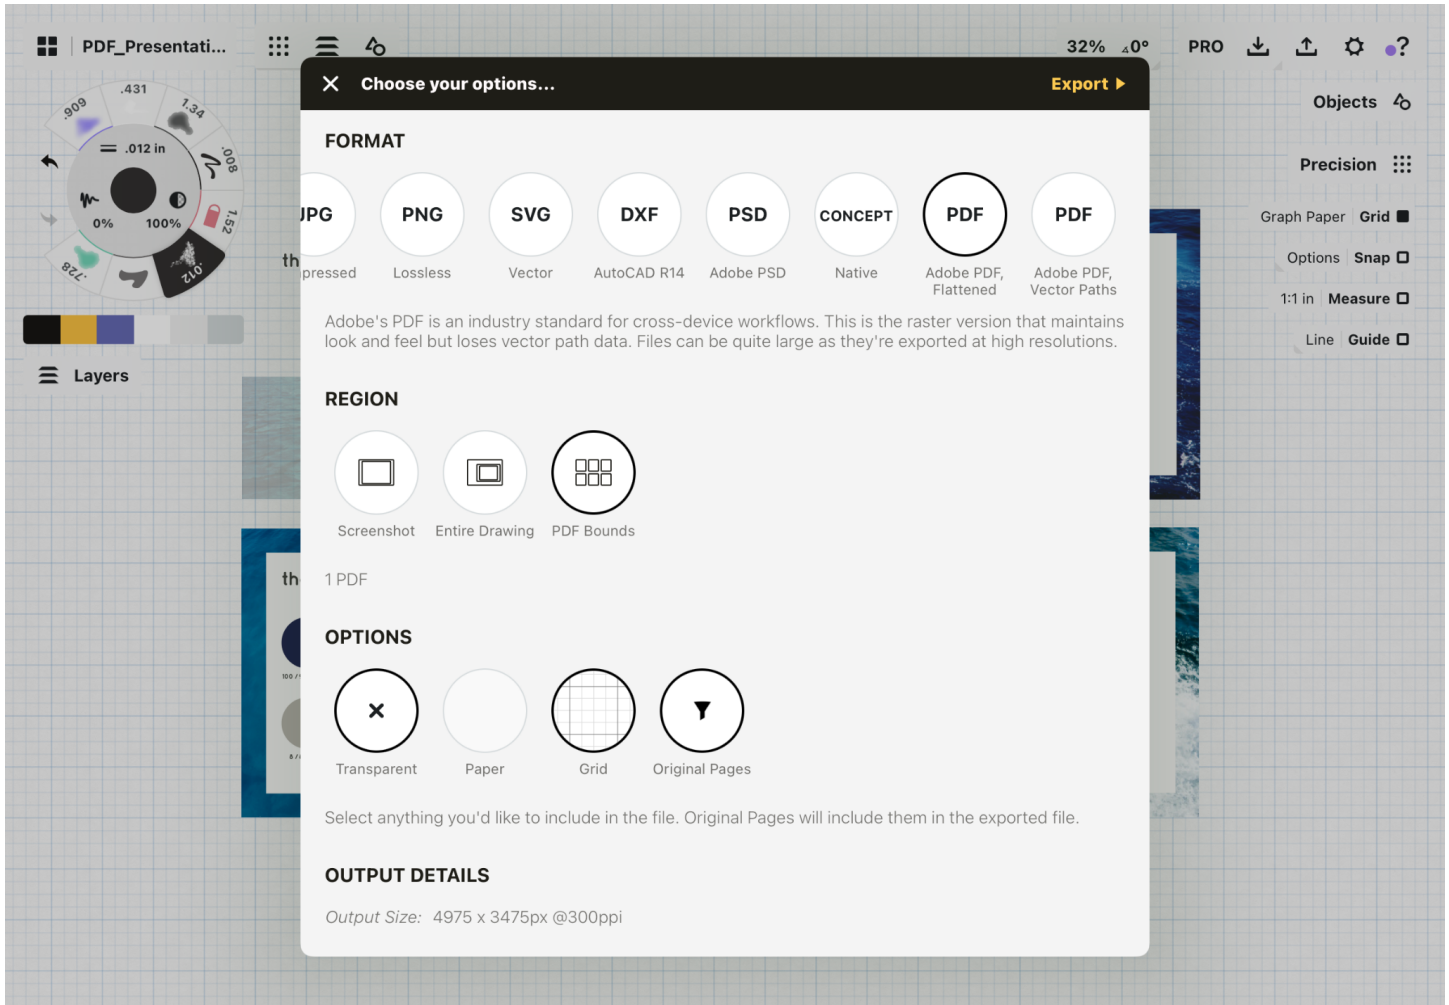 PDF_Presentati...
32% ⊿0°
PRO
?
Choose your options...
Export
.909
.431
1.34
.008
1.52
.012
.728
.012 in
0%
100%
Layers
Objects
Precision
Graph Paper Grid
Options Snap
1:1 in Measure
Line Guide
th
th
100 /
FORMAT
JPG
PNG
SVG
DXF
PSD
CONCEPT
PDF
PDF
pressed
Lossless
Vector
AutoCAD R14
Adobe PSD
Native
Adobe PDF,
Flattened
Adobe PDF,
Vector Paths
Adobe's PDF is an industry standard for cross-device workflows. This is the raster version that maintains
look and feel but loses vector path data. Files can be quite large as they're exported at high resolutions.
REGION
Screenshot
Entire Drawing
PDF Bounds
1 PDF
OPTIONS
Transparent
Paper
Grid
Original Pages
Select anything you'd like to include in the file. Original Pages will include them in the exported file.
OUTPUT DETAILS
Output Size: 4975 x 3475px @300ppi